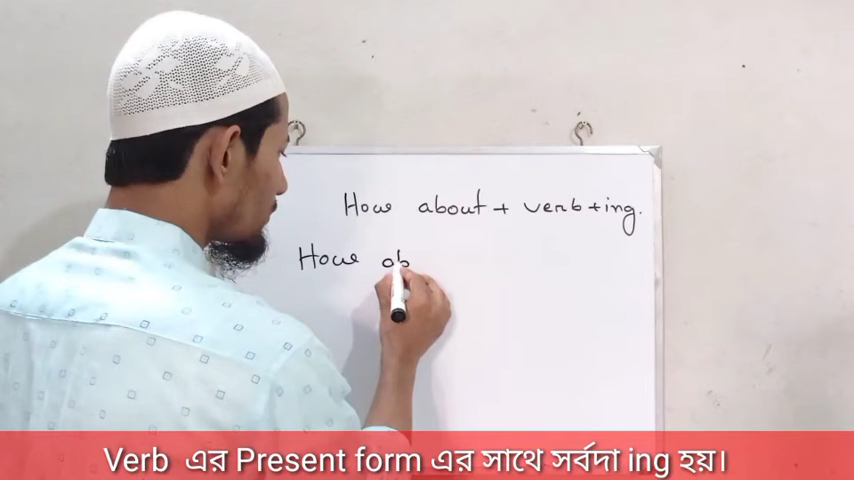 How about + verb + ing.
How ab
Verb এর Present form এর সাথে সর্বদা ing হয়।